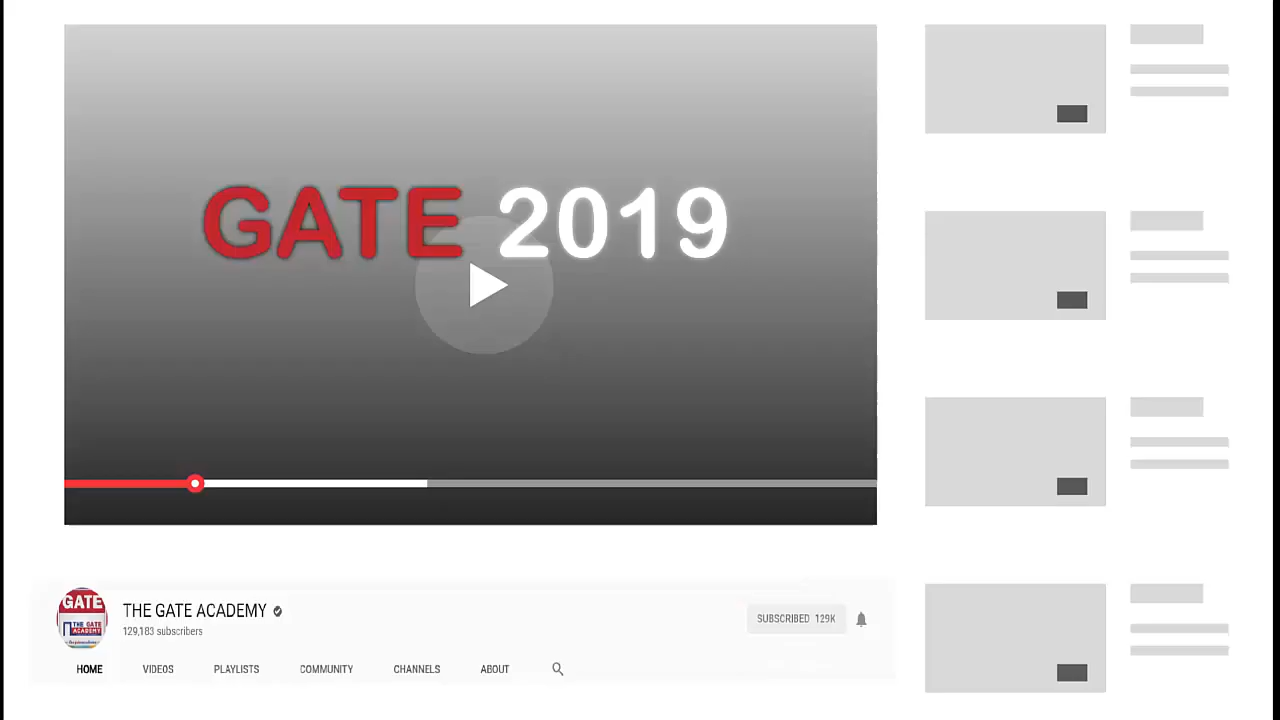 GATE 2019
GATE
THE GATE
ACADEMY
THE GATE ACADEMY
129,183 subscribers
SUBSCRIBED 129K
HOME VIDEOS PLAYLISTS COMMUNITY CHANNELS ABOUT